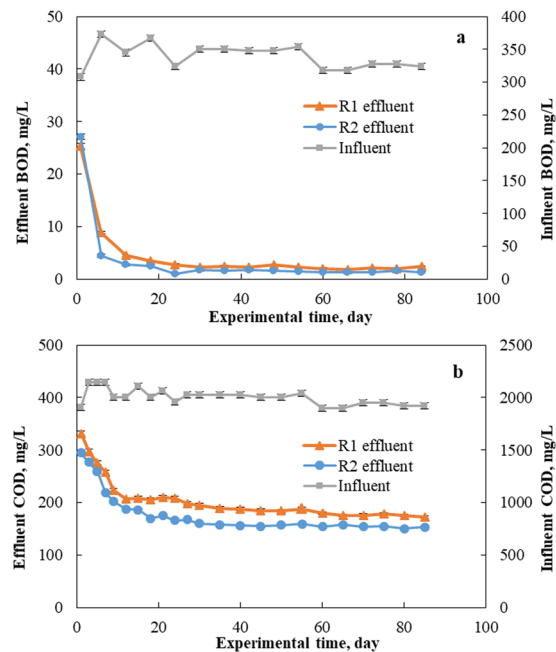 50
40
30
20
10
0
Effluent BOD, mg/L
a
R1 effluent
R2 effluent
Influent
400
350
300
250
200
150
100
50
0
Influent BOD, mg/L
0 20 40 60 80 100
Experimental time, day
500
400
300
200
100
0
Effluent COD, mg/L
b
R1 effluent
R2 effluent
Influent
2500
2000
1500
1000
500
0
Influent COD, mg/L
0 20 40 60 80 100
Experimental time, day